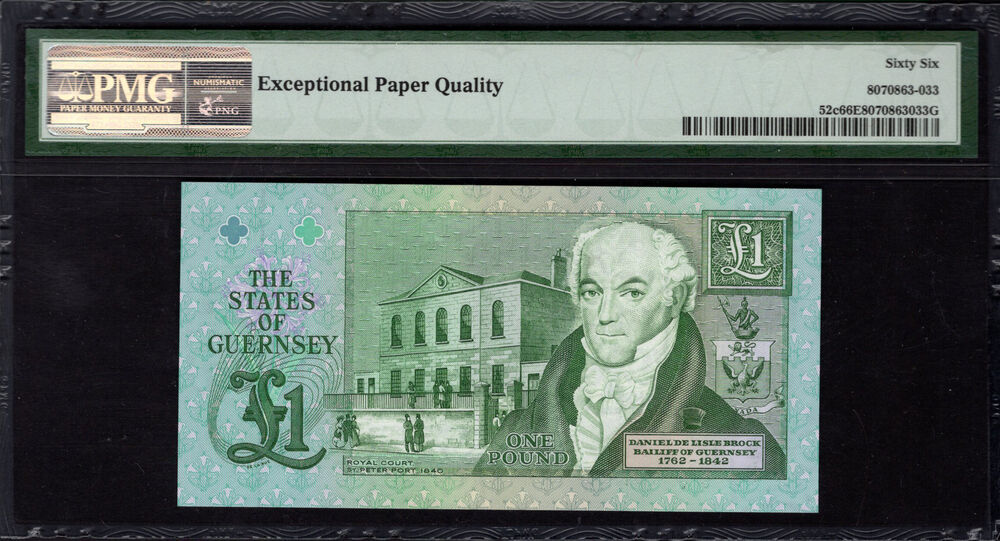 PMG
PAPER MONEY GUARANTY
NUMISMATIC
PNG
Exceptional Paper Quality
Sixty Six
8070863-033
52c66E8070863033G
THE
STATES
OF
GUERNSEY
£1
£1
ROYAL COURT
ST. PETER PORT 1840
ONE
POUND
DANIEL DE LISLE BROCK
BAILIFF OF GUERNSEY
1762 - 1842